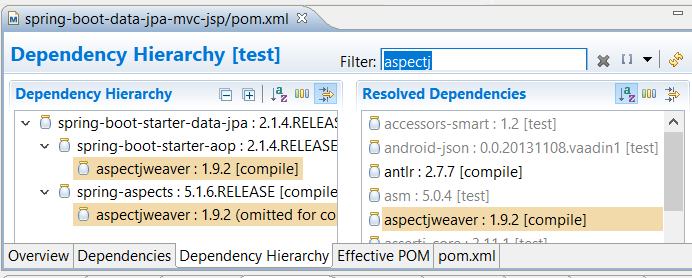 spring-boot-data-jpa-mvc-jsp/pom.xml
Dependency Hierarchy [test]
Filter: aspectj
Dependency Hierarchy
spring-boot-starter-data-jpa : 2.1.4.RELEASE
spring-boot-starter-aop : 2.1.4.RELEASE
aspectjweaver : 1.9.2 [compile]
spring-aspects : 5.1.6.RELEASE [compile
aspectjweaver : 1.9.2 (omitted for co
Resolved Dependencies
accessors-smart : 1.2 [test]
android-json : 0.0.20131108.vaadin1 [test]
antlr : 2.7.7 [compile]
asm : 5.0.4 [test]
aspectjweaver : 1.9.2 [compile]
Overview Dependencies Dependency Hierarchy Effective POM pom.xml